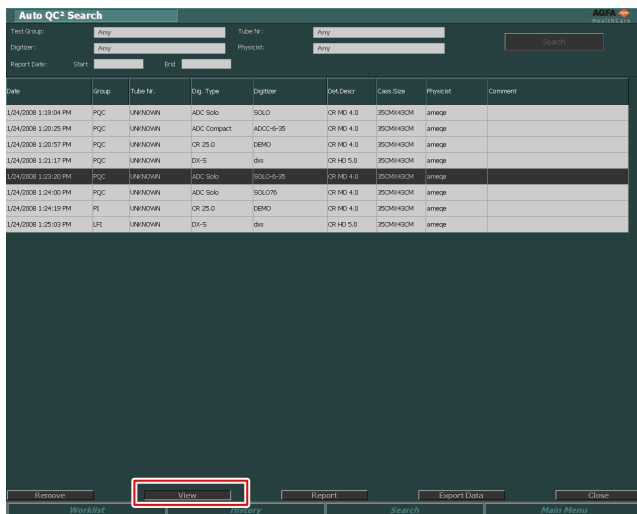 Auto QC² Search
AGFA
HealthCare
Test Group: Any Tube Nr: Any
Digitizer: Any Physicist: Any Search
Report Date: Start End
Date Group Tube Nr. Dig. Type Digitizer Det.Descr Cass.Size Physicist Comment
1/24/2008 1:19:04 PM PQC UNKNOWN ADC Solo SOLO CR MD 4.0 35CMX43CM ameqe
1/24/2008 1:20:25 PM PQC UNKNOWN ADC Compact ADCC-6-35 CR MD 4.0 35CMX43CM ameqe
1/24/2008 1:20:57 PM PQC UNKNOWN CR 25.0 DEMO CR MD 4.0 35CMX43CM ameqe
1/24/2008 1:21:17 PM PQC UNKNOWN DX-S dxs CR HD 5.0 35CMX43CM ameqe
1/24/2008 1:23:20 PM PQC UNKNOWN ADC Solo SOLO-6-35 CR MD 4.0 35CMX43CM ameqe
1/24/2008 1:24:00 PM PQC UNKNOWN ADC Solo SOLO76 CR MD 4.0 35CMX43CM ameqe
1/24/2008 1:24:19 PM PI UNKNOWN CR 25.0 DEMO CR MD 4.0 35CMX43CM ameqe
1/24/2008 1:25:03 PM LFI UNKNOWN DX-S dxs CR HD 5.0 35CMX43CM ameqe
Remove View Report Export Data Close
Worklist History Search Main Menu